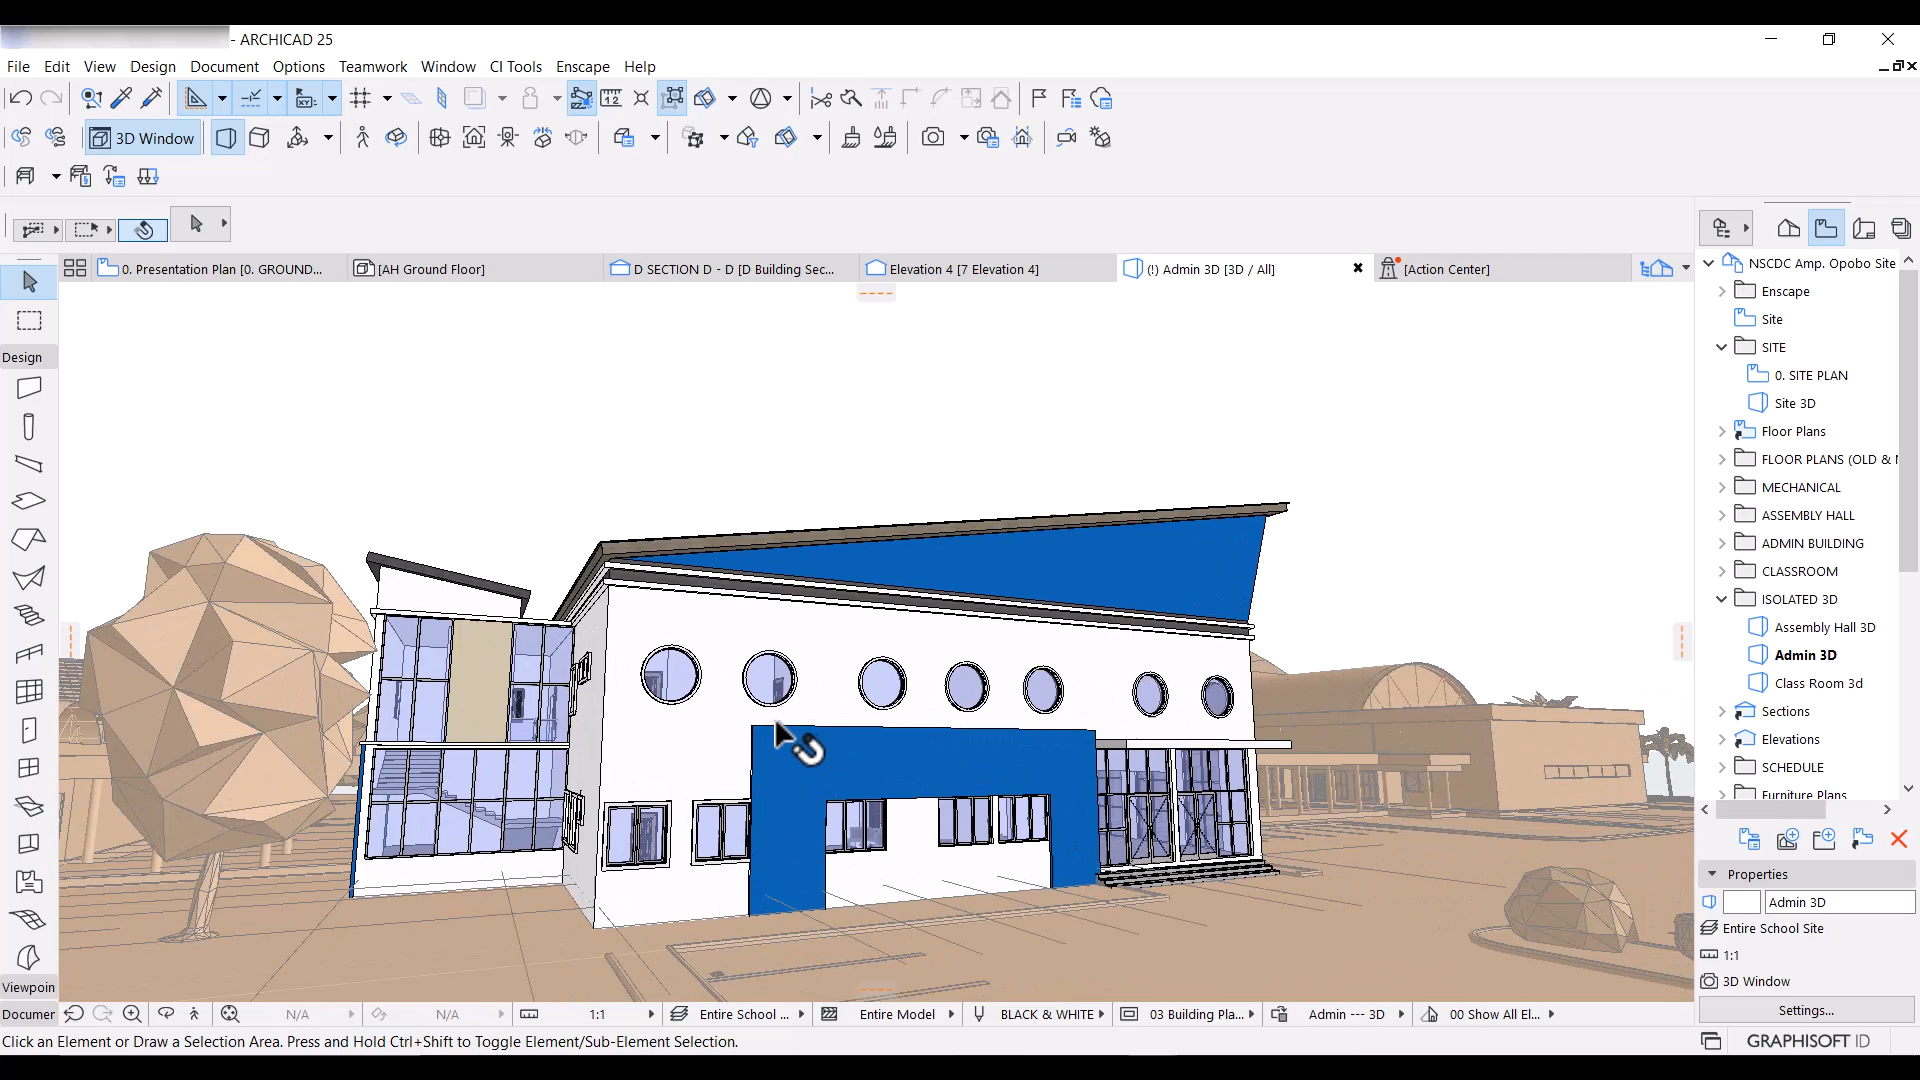 - ARCHICAD 25
File Edit View Design Document Options Teamwork Window CI Tools Enscape Help
3D Window
0. Presentation Plan [0. GROUND...
[AH Ground Floor]
D SECTION D - D [D Building Sec...
Elevation 4 [7 Elevation 4]
(!) Admin 3D [3D / All]
[Action Center]
Design
Viewpoin
Documer
NSCDC Amp. Opobo Site
Enscape
Site
SITE
0. SITE PLAN
Site 3D
Floor Plans
FLOOR PLANS (OLD &
MECHANICAL
ASSEMBLY HALL
ADMIN BUILDING
CLASSROOM
ISOLATED 3D
Assembly Hall 3D
Admin 3D
Class Room 3d
Sections
Elevations
SCHEDULE
Furniture Plans
Properties
Admin 3D
Entire School Site
1:1
3D Window
Settings...
N/A
N/A
1:1
Entire School ...
Entire Model
BLACK & WHITE
03 Building Pla...
Admin --- 3D
00 Show All El...
Click an Element or Draw a Selection Area. Press and Hold Ctrl+Shift to Toggle Element/Sub-Element Selection.
GRAPHISOFT ID